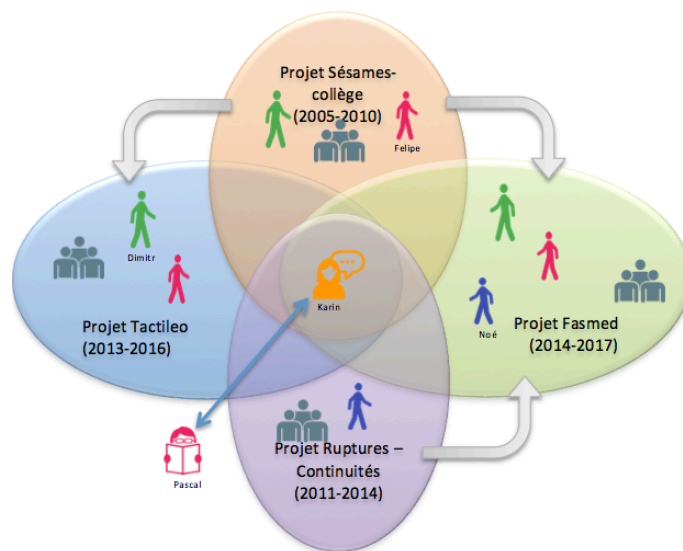 Projet Sésames-
collège
(2005-2010)
Felipe
Dimitr
Karin
Projet Tactileo
(2013-2016)
Noé
Projet Fasmed
(2014-2017)
Pascal
Projet Ruptures –
Continuités
(2011-2014)